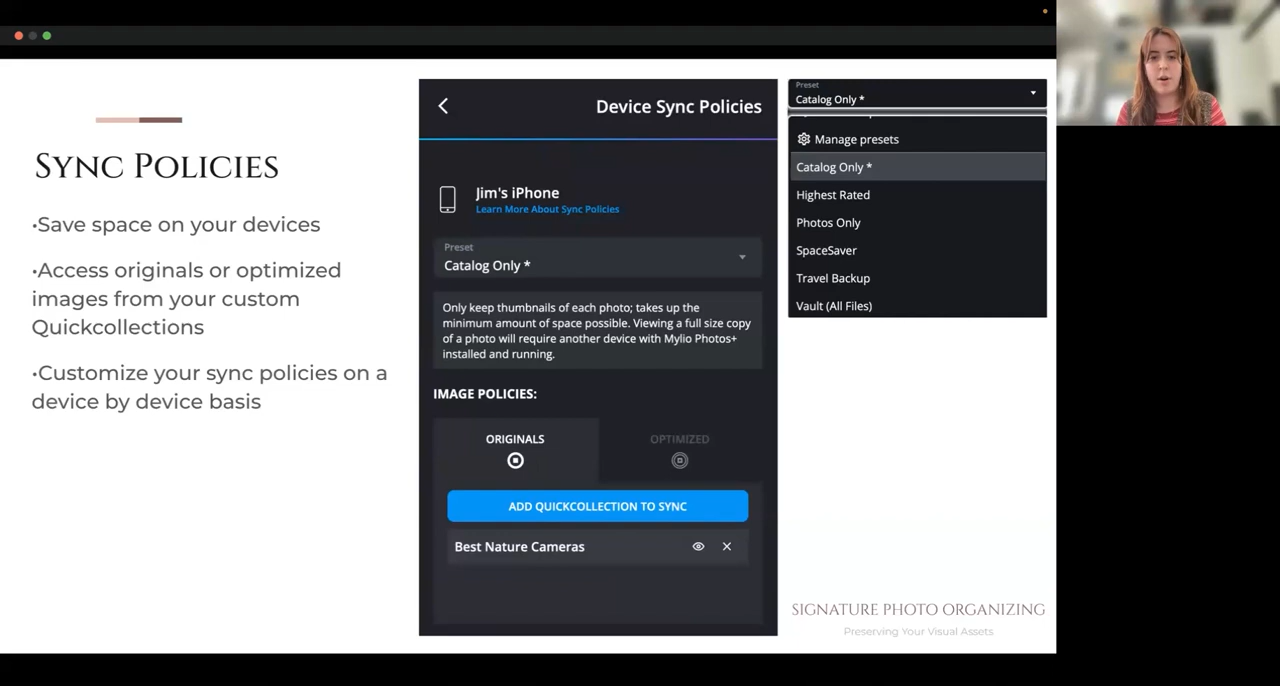 SYNC POLICIES
•Save space on your devices
•Access originals or optimized
images from your custom
Quickcollections
•Customize your sync policies on a
device by device basis
Device Sync Policies
Jim's iPhone
Learn More About Sync Policies
Preset
Catalog Only *
Only keep thumbnails of each photo; takes up the
minimum amount of space possible. Viewing a full size copy
of a photo will require another device with Mylio Photos+
installed and running.
IMAGE POLICIES:
ORIGINALS
OPTIMIZED
ADD QUICKCOLLECTION TO SYNC
Best Nature Cameras
Preset
Catalog Only *
Manage presets
Catalog Only *
Highest Rated
Photos Only
SpaceSaver
Travel Backup
Vault (All Files)
SIGNATURE PHOTO ORGANIZING
Preserving Your Visual Assets